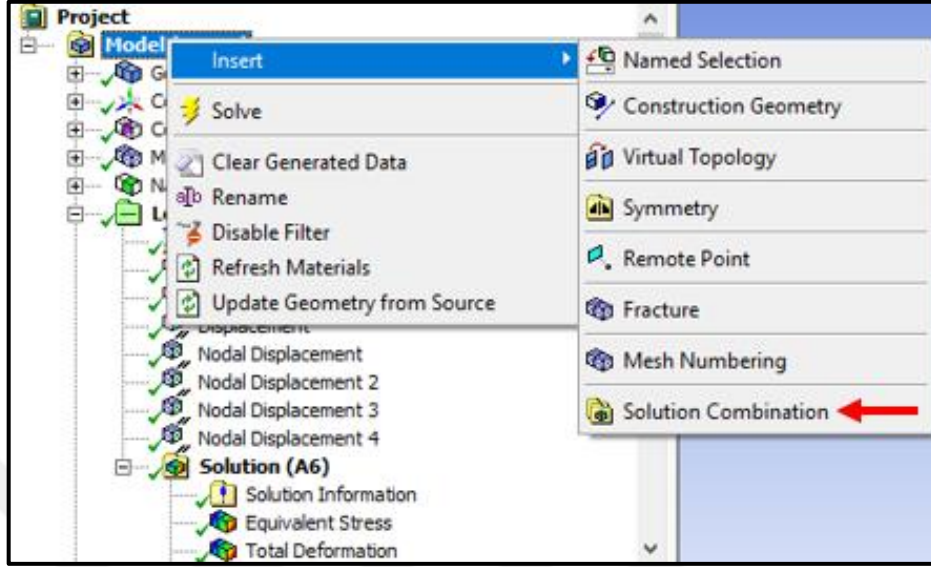 Project
Model
Insert
Solve
Clear Generated Data
Rename
Disable Filter
Refresh Materials
Update Geometry from Source
Named Selection
Construction Geometry
Virtual Topology
Symmetry
Remote Point
Fracture
Mesh Numbering
Solution Combination
Displacement
Nodal Displacement
Nodal Displacement 2
Nodal Displacement 3
Nodal Displacement 4
Solution (A6)
Solution Information
Equivalent Stress
Total Deformation